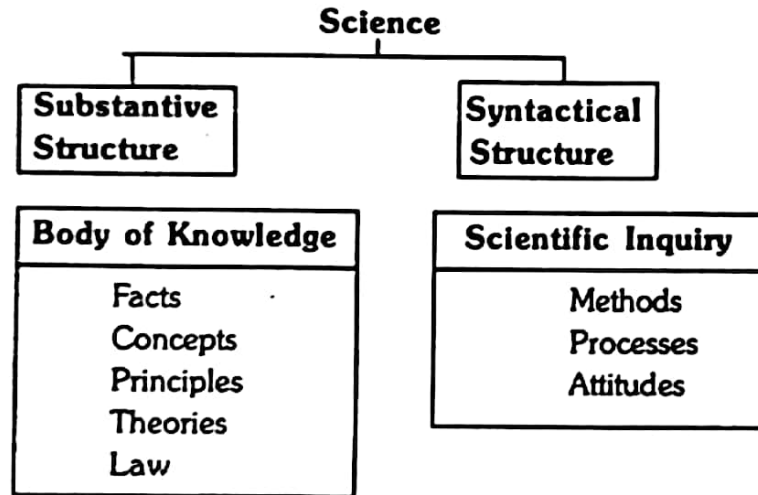 Science
Substantive
Structure
Syntactical
Structure
Body of Knowledge
Facts
Concepts
Principles
Theories
Law
Scientific Inquiry
Methods
Processes
Attitudes